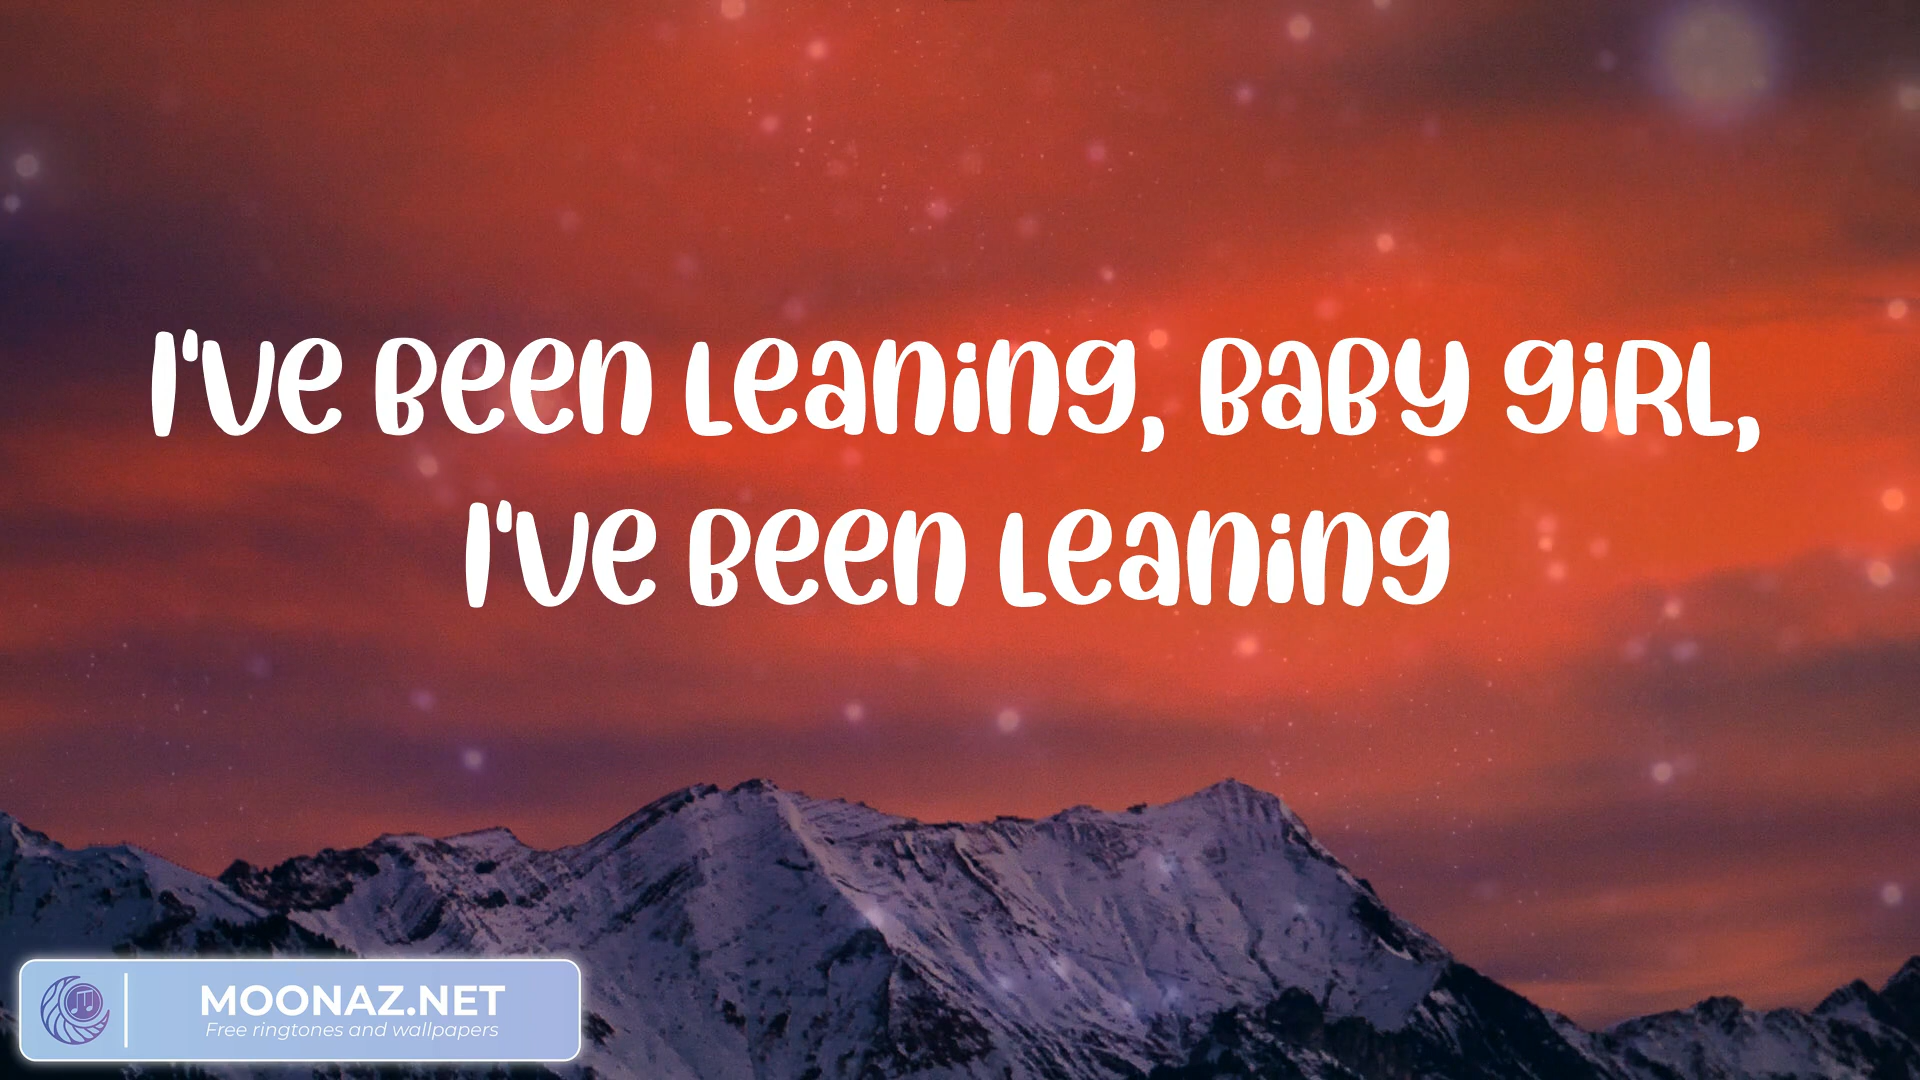 I've been leaning, baby girl,
I've been leaning
MOONAZ.NET
Free ringtones and wallpapers